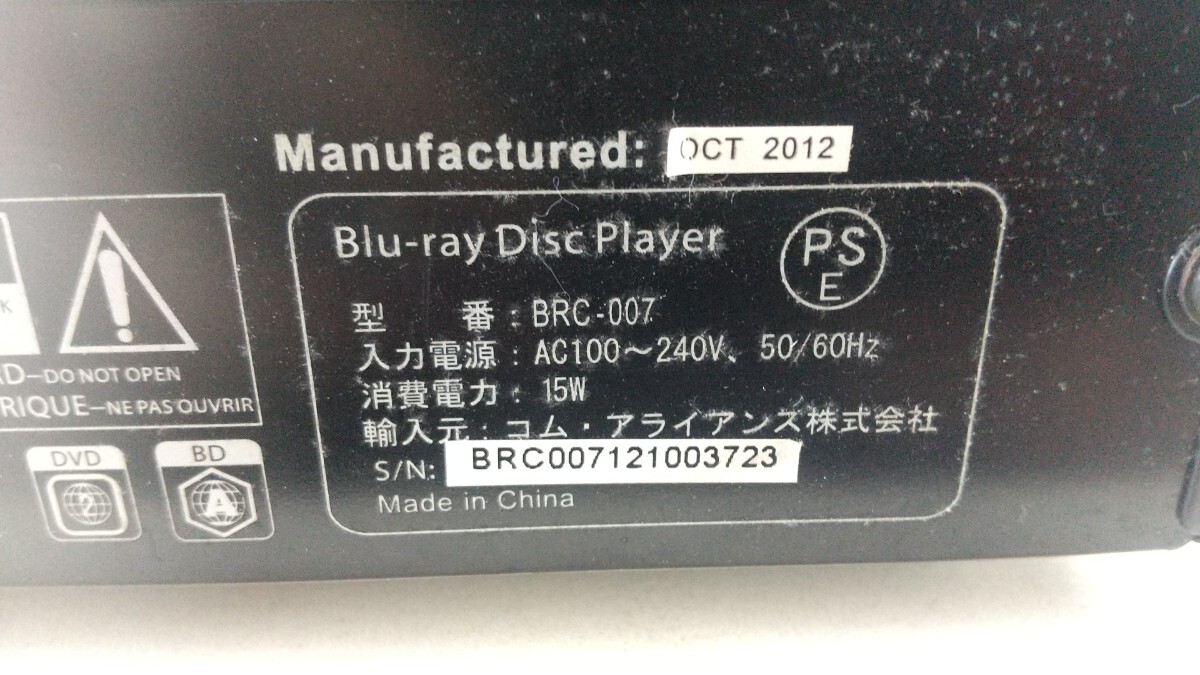 Manufactured: OCT 2012
Blu-ray Disc Player
PS
E
型 番：BRC-007
入力電源：AC100～240V、50/60Hz
消費電力：15W
輸入元：コム・アライアンス株式会社
S/N: BRC007121003723
Made in China
K
RD-DO NOT OPEN
RIQUE-NE PAS OUVRIR
DVD
2
BD
A